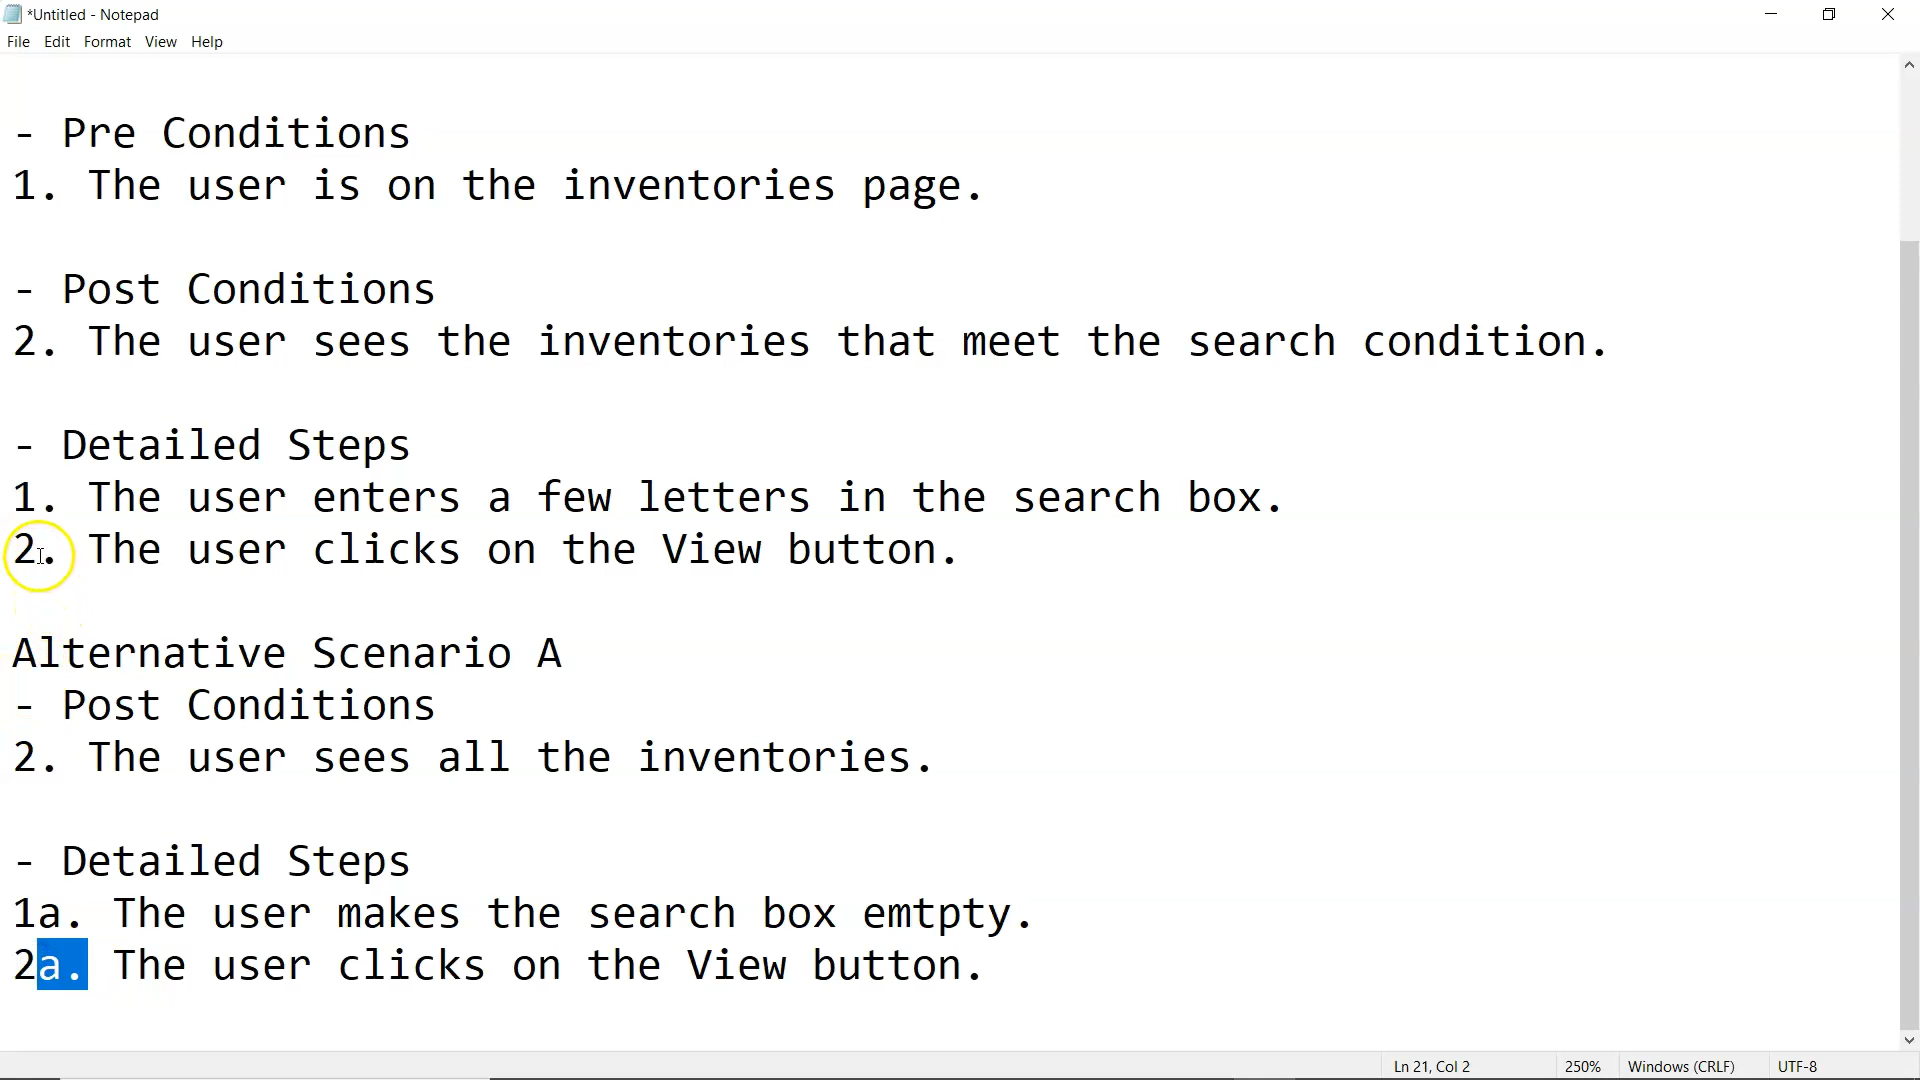 *Untitled - Notepad
File Edit Format View Help
- Pre Conditions
1. The user is on the inventories page.
- Post Conditions
2. The user sees the inventories that meet the search condition.
- Detailed Steps
1. The user enters a few letters in the search box.
2. The user clicks on the View button.
Alternative Scenario A
- Post Conditions
2. The user sees all the inventories.
- Detailed Steps
1a. The user makes the search box emtpty.
2a. The user clicks on the View button.
Ln 21, Col 2 250% Windows (CRLF) UTF-8